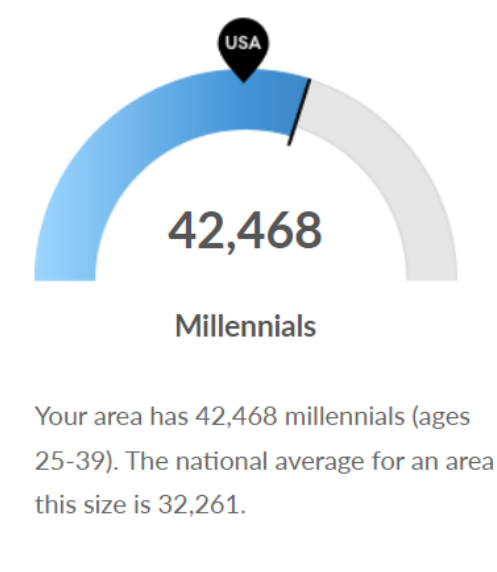 USA
42,468
Millennials
Your area has 42,468 millennials (ages
25-39). The national average for an area
this size is 32,261.